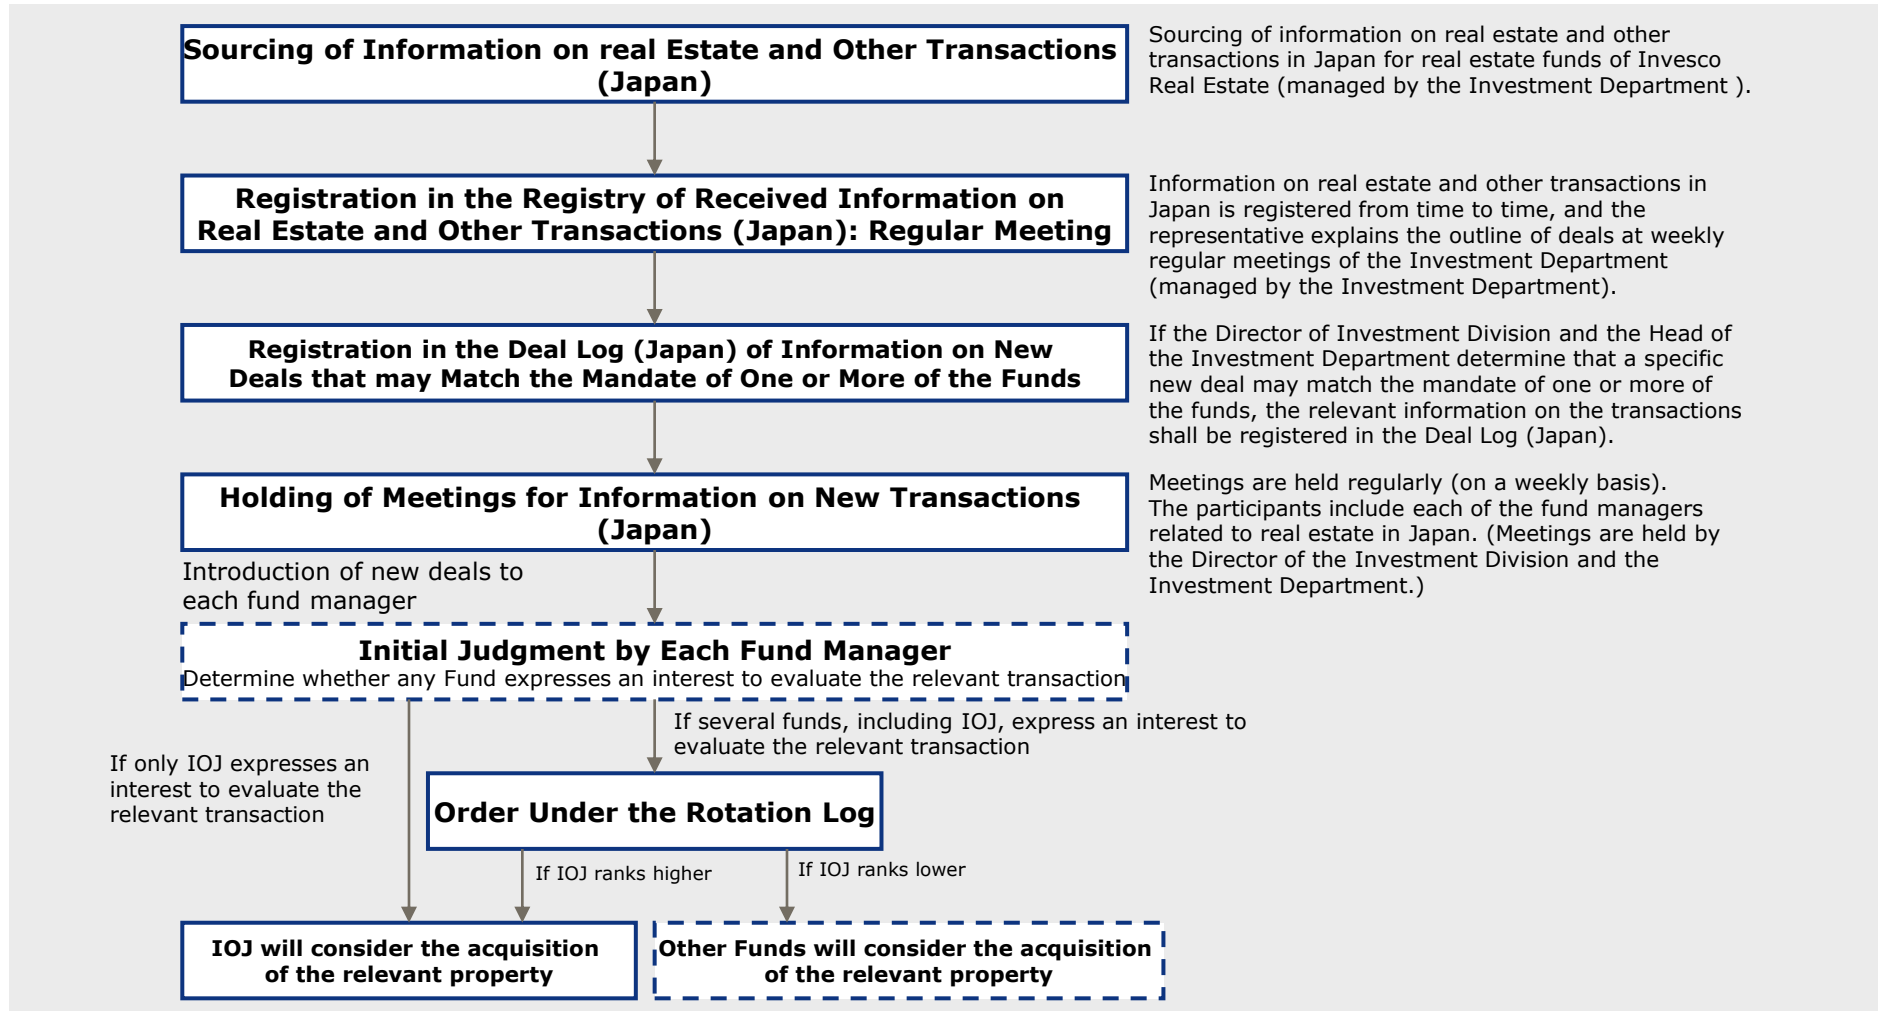 Sourcing of Information on real Estate and Other Transactions
(Japan)
Sourcing of information on real estate and other
transactions in Japan for real estate funds of Invesco
Real Estate (managed by the Investment Department ).
Registration in the Registry of Received Information on
Real Estate and Other Transactions (Japan): Regular Meeting
Information on real estate and other transactions in
Japan is registered from time to time, and the
representative explains the outline of deals at weekly
regular meetings of the Investment Department
(managed by the Investment Department).
Registration in the Deal Log (Japan) of Information on New
Deals that may Match the Mandate of One or More of the Funds
If the Director of Investment Division and the Head of
the Investment Department determine that a specific
new deal may match the mandate of one or more of
the funds, the relevant information on the transactions
shall be registered in the Deal Log (Japan).
Holding of Meetings for Information on New Transactions
(Japan)
Meetings are held regularly (on a weekly basis).
The participants include each of the fund managers
related to real estate in Japan. (Meetings are held by
the Director of the Investment Division and the
Investment Department.)
Introduction of new deals to
each fund manager
Initial Judgment by Each Fund Manager
Determine whether any Fund expresses an interest to evaluate the relevant transaction
If several funds, including IOJ, express an interest to
evaluate the relevant transaction
If only IOJ expresses an
interest to evaluate the
relevant transaction
Order Under the Rotation Log
If IOJ ranks higher
If IOJ ranks lower
IOJ will consider the acquisition
of the relevant property
Other Funds will consider the acquisition
of the relevant property